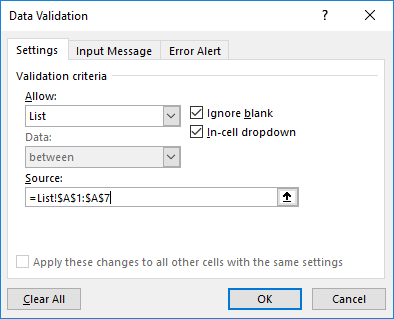 Data Validation ?
Settings Input Message Error Alert
Validation criteria
Allow:
List Ignore blank
Data: In-cell dropdown
between
Source:
=List!$A$1:$A$7
Apply these changes to all other cells with the same settings
Clear All OK Cancel